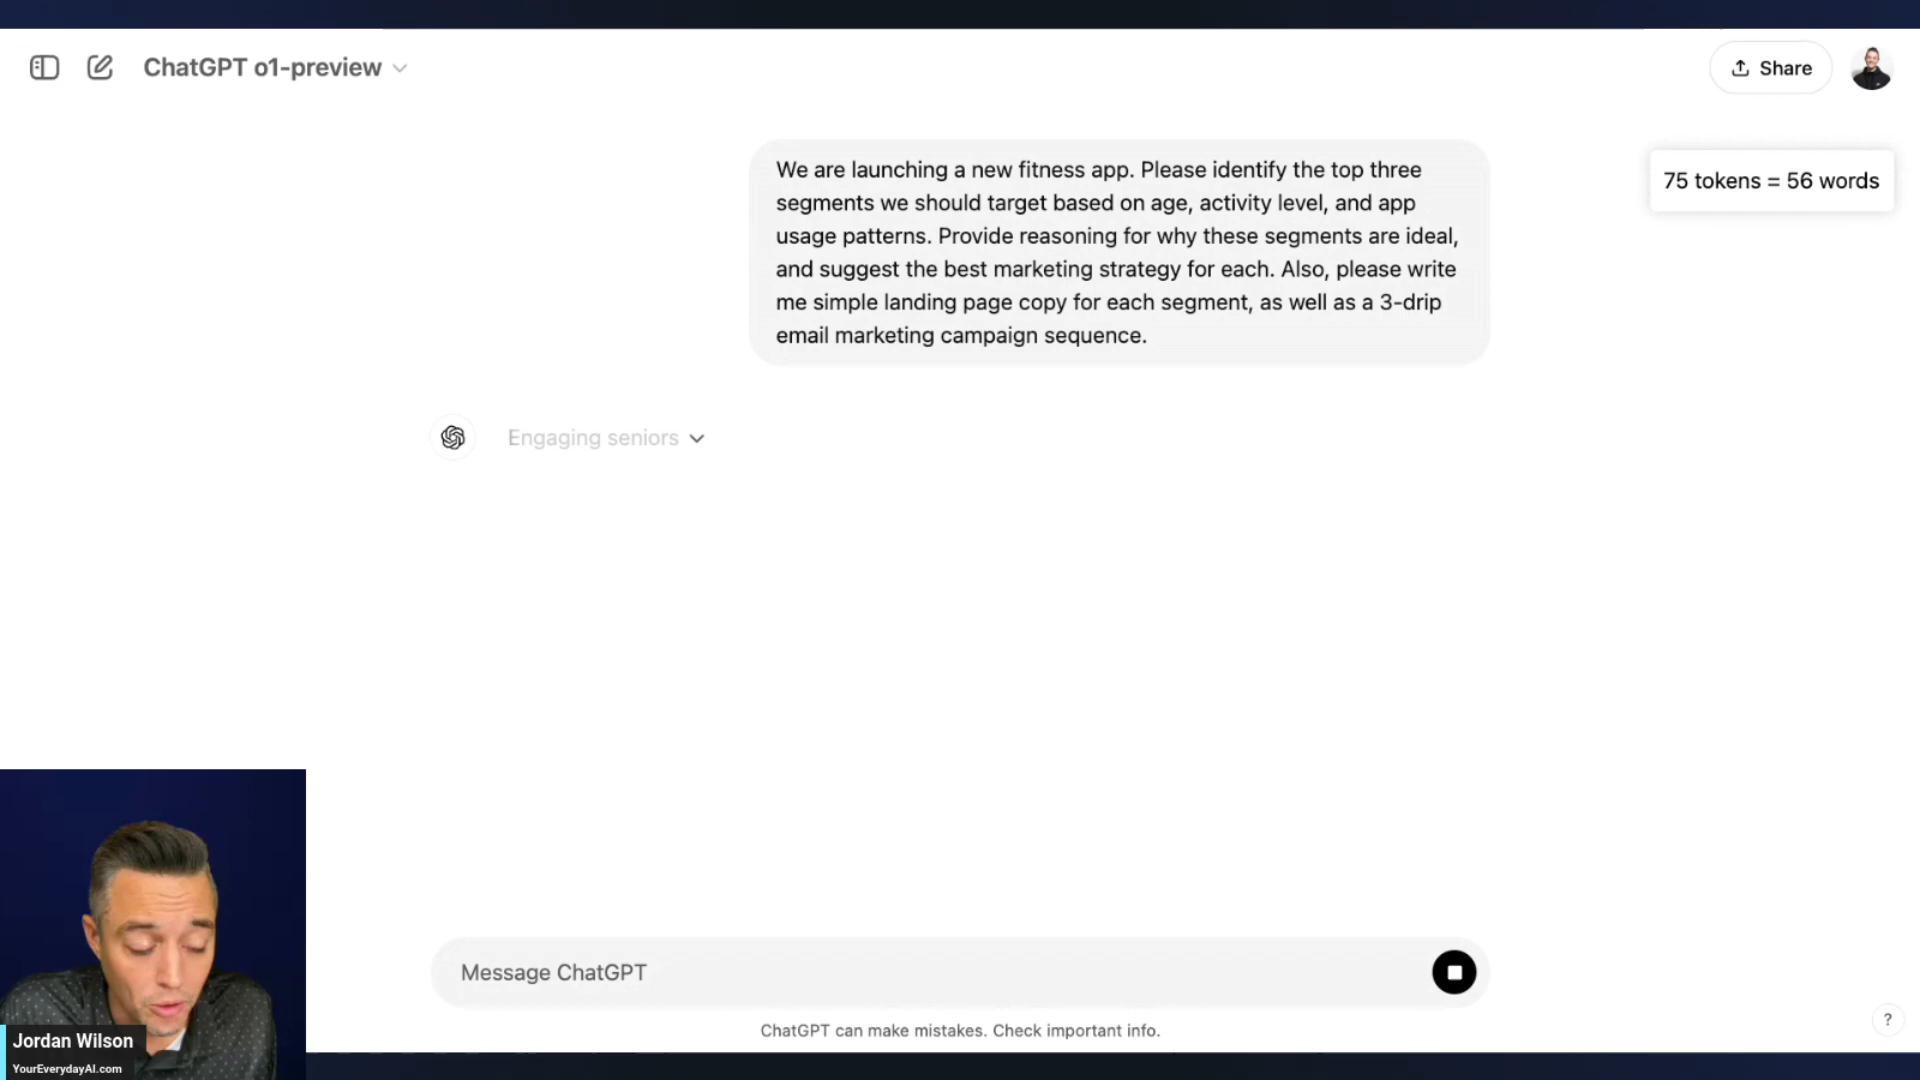 ChatGPT o1-preview
Share
We are launching a new fitness app. Please identify the top three
segments we should target based on age, activity level, and app
usage patterns. Provide reasoning for why these segments are ideal,
and suggest the best marketing strategy for each. Also, please write
me simple landing page copy for each segment, as well as a 3-drip
email marketing campaign sequence.
75 tokens = 56 words
Engaging seniors
Message ChatGPT
ChatGPT can make mistakes. Check important info.
?
Jordan Wilson
YourEverydayAI.com